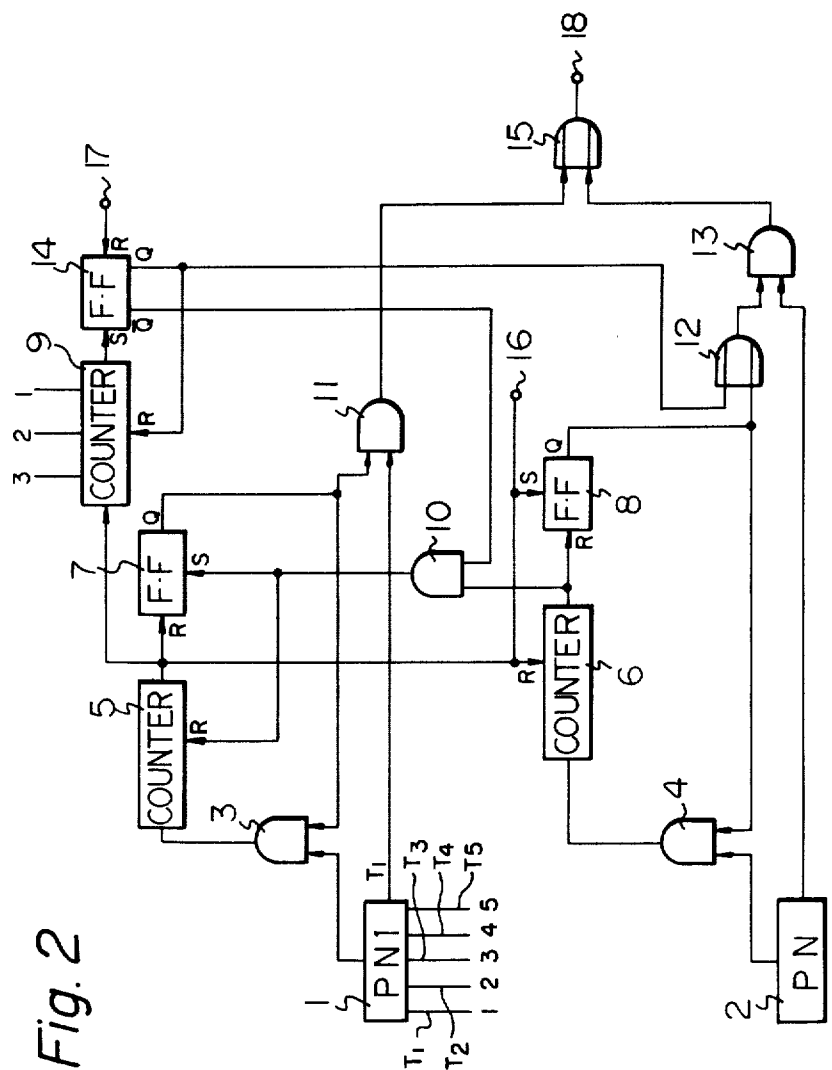 Fig. 2
18
17
15
14
F·F
R
Q
Q̄
S
13
12
16
9
COUNTER
1
2
3
R
11
7
F·F
Q
S
R
10
8
F·F
Q
S
R
5
COUNTER
R
6
COUNTER
R
3
4
T1
1
PN1
T1
T2
T3
T4
T5
1
2
3
4
5
2
PN